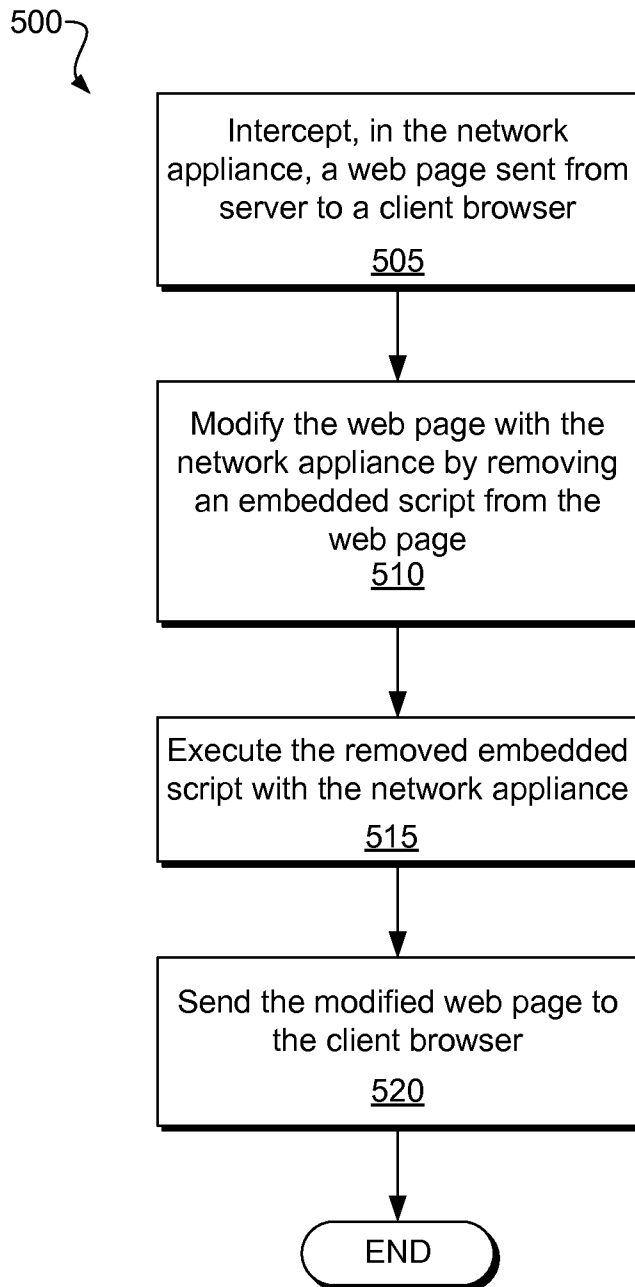 500
Intercept, in the network
appliance, a web page sent from
server to a client browser
505
Modify the web page with the
network appliance by removing
an embedded script from the
web page
510
Execute the removed embedded
script with the network appliance
515
Send the modified web page to
the client browser
520
END